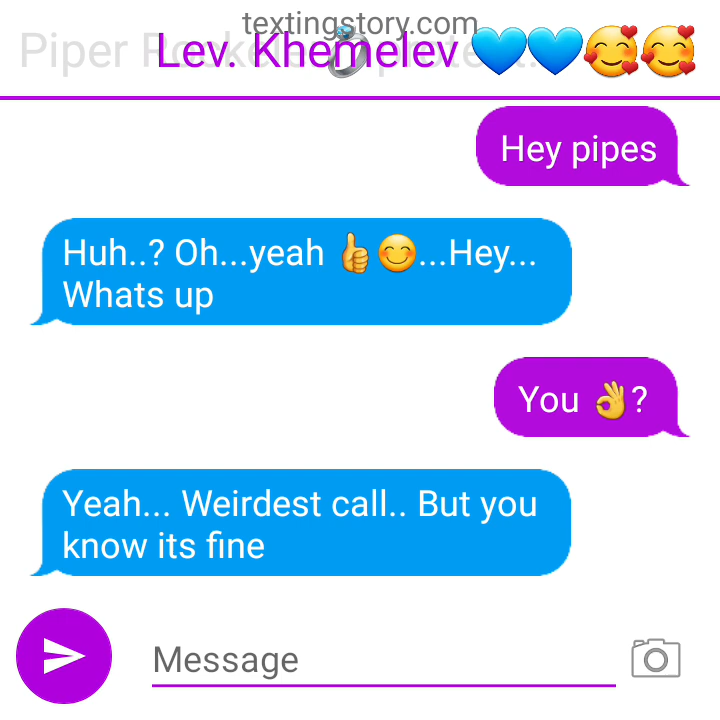 textingstory.com
Lev. Khemelev 💙💙🥰🥰
Hey pipes
Huh..? Oh...yeah 👍😊...Hey...
Whats up
You 👌?
Yeah... Weirdest call.. But you
know its fine
Message